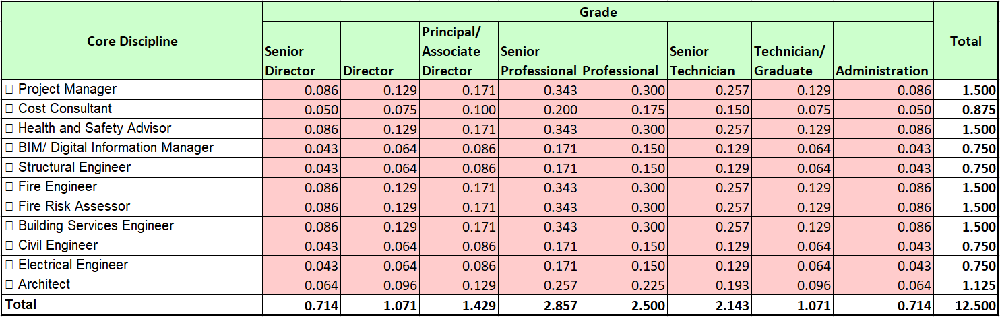 Core Discipline Grade Total
Senior Director Director Principal/ Associate Director Senior Professional Professional Senior Technician Technician/ Graduate Administration
□ Project Manager 0.086 0.129 0.171 0.343 0.300 0.257 0.129 0.086 1.500
□ Cost Consultant 0.050 0.075 0.100 0.200 0.175 0.150 0.075 0.050 0.875
□ Health and Safety Advisor 0.086 0.129 0.171 0.343 0.300 0.257 0.129 0.086 1.500
□ BIM/ Digital Information Manager 0.043 0.064 0.086 0.171 0.150 0.129 0.064 0.043 0.750
□ Structural Engineer 0.043 0.064 0.086 0.171 0.150 0.129 0.064 0.043 0.750
□ Fire Engineer 0.086 0.129 0.171 0.343 0.300 0.257 0.129 0.086 1.500
□ Fire Risk Assessor 0.086 0.129 0.171 0.343 0.300 0.257 0.129 0.086 1.500
□ Building Services Engineer 0.086 0.129 0.171 0.343 0.300 0.257 0.129 0.086 1.500
□ Civil Engineer 0.043 0.064 0.086 0.171 0.150 0.129 0.064 0.043 0.750
□ Electrical Engineer 0.043 0.064 0.086 0.171 0.150 0.129 0.064 0.043 0.750
□ Architect 0.064 0.096 0.129 0.257 0.225 0.193 0.096 0.064 1.125
Total 0.714 1.071 1.429 2.857 2.500 2.143 1.071 0.714 12.500